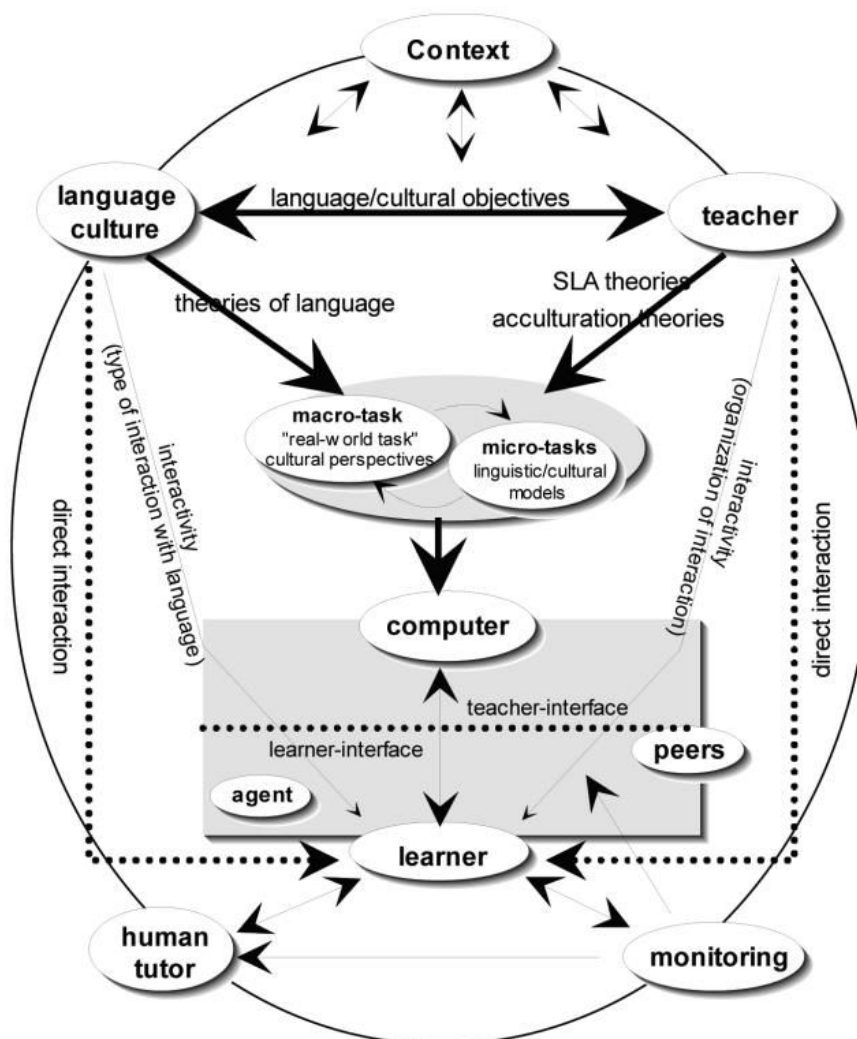 Context
language
culture
language/cultural objectives
teacher
theories of language
SLA theories
acculturation theories
macro-task
"real-world task"
cultural perspectives
micro-tasks
linguistic/cultural
models
interactivity
(type of interaction with language)
interactivity
(organization of interaction)
direct interaction
direct interaction
computer
teacher-interface
learner-interface
peers
agent
learner
human
tutor
monitoring